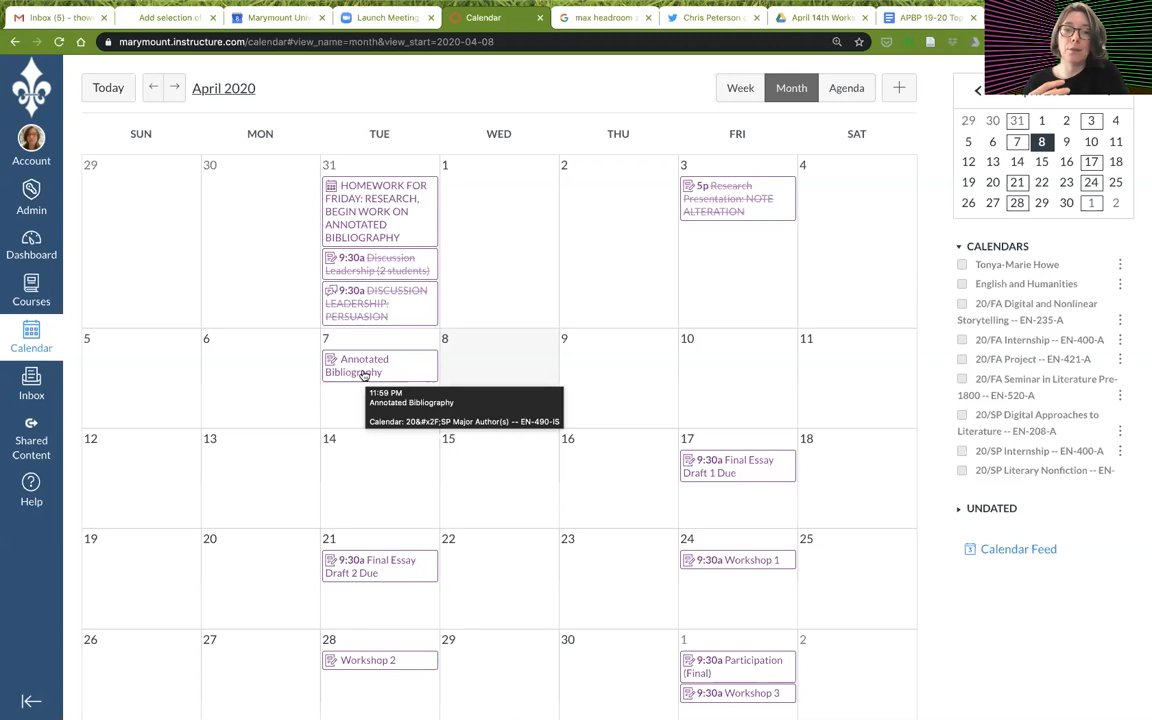 Inbox (5) - thowe
Add selection of
Marymount Uni
Launch Meeting
Calendar
max headroom a
Chris Peterson o
April 14th Works
APBP 19-20 Top
marymount.instructure.com/calendar#view_name=month&view_start=2020-04-08
Account
Admin
Dashboard
Courses
Calendar
Inbox
Shared
Content
Help
Today
April 2020
Week
Month
Agenda
SUN MON TUE WED THU FRI SAT
29 30 31 1 2 3 4
HOMEWORK FOR
FRIDAY: RESEARCH,
BEGIN WORK ON
ANNOTATED
BIBLIOGRAPHY
9:30a Discussion
Leadership (2 students)
9:30a DISCUSSION
LEADERSHIP:
PERSUASION
5p Research
Presentation: NOTE
ALTERATION
5 6 7 8 9 10 11
Annotated
Bibliography
11:59 PM
Annotated Bibliography
Calendar: 20&#x2F;SP Major Author(s) -- EN-490-IS
12 13 14 15 16 17 18
9:30a Final Essay
Draft 1 Due
19 20 21 22 23 24 25
9:30a Final Essay
Draft 2 Due
9:30a Workshop 1
26 27 28 29 30 1 2
Workshop 2
9:30a Participation
(Final)
9:30a Workshop 3
29 30 31 1 2 3 4
5 6 7 8 9 10 11
12 13 14 15 16 17 18
19 20 21 22 23 24 25
26 27 28 29 30 1 2
CALENDARS
Tonya-Marie Howe
English and Humanities
20/FA Digital and Nonlinear
Storytelling -- EN-235-A
20/FA Internship -- EN-400-A
20/FA Project -- EN-421-A
20/FA Seminar in Literature Pre-
1800 -- EN-520-A
20/SP Digital Approaches to
Literature -- EN-208-A
20/SP Internship -- EN-400-A
20/SP Literary Nonfiction -- EN-
UNDATED
Calendar Feed